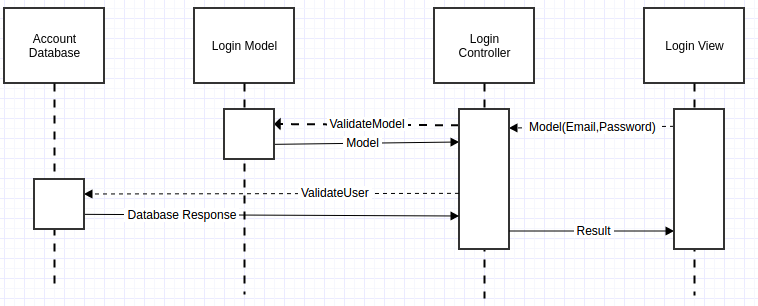 Account
Database
Login Model
Login
Controller
Login View
ValidateModel
Model(Email,Password)
Model
ValidateUser
Database Response
Result